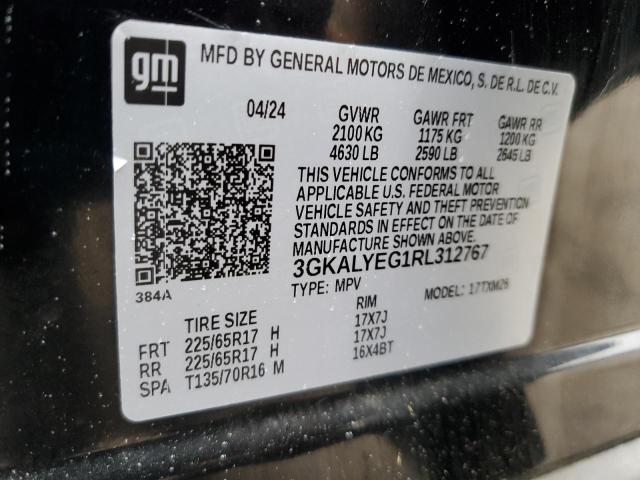 gm
MFD BY GENERAL MOTORS DE MEXICO, S. DE R.L. DE C.V.
04/24 GVWR GAWR FRT GAWR RR
2100 KG 1175 KG 1200 KG
4630 LB 2590 LB 2645 LB
THIS VEHICLE CONFORMS TO ALL
APPLICABLE U.S. FEDERAL MOTOR
VEHICLE SAFETY AND THEFT PREVENTION
STANDARDS IN EFFECT ON THE DATE OF
MANUFACTURE SHOWN ABOVE.
3GKALYEG1RL312767
384A TYPE: MPV MODEL: 17TXM26
TIRE SIZE RIM
FRT 225/65R17 H 17X7J
RR 225/65R17 H 17X7J
SPA T135/70R16 M 16X4BT